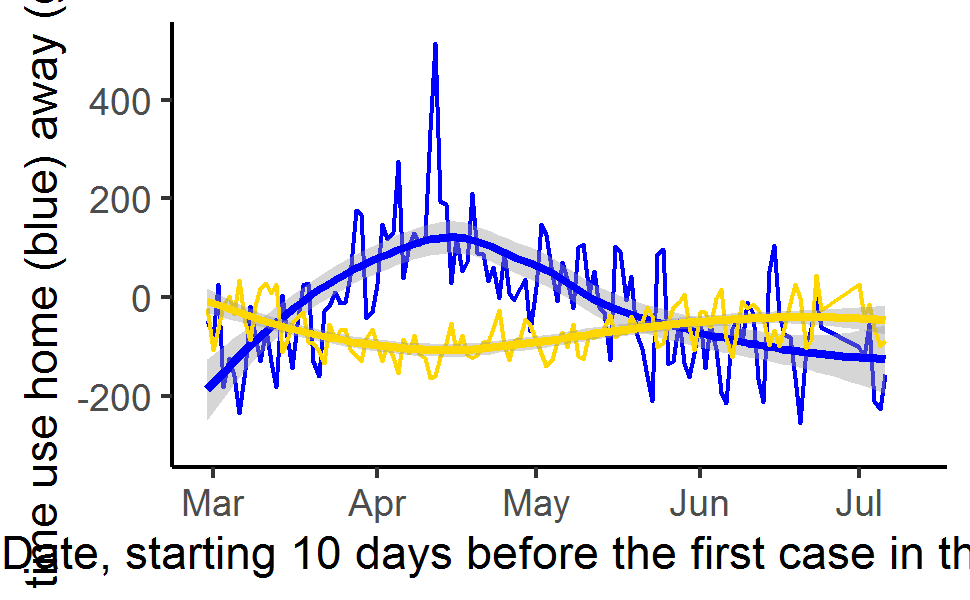 time use home (blue) away (
400
200
0
-200
Mar Apr May Jun Jul
Date, starting 10 days before the first case in th